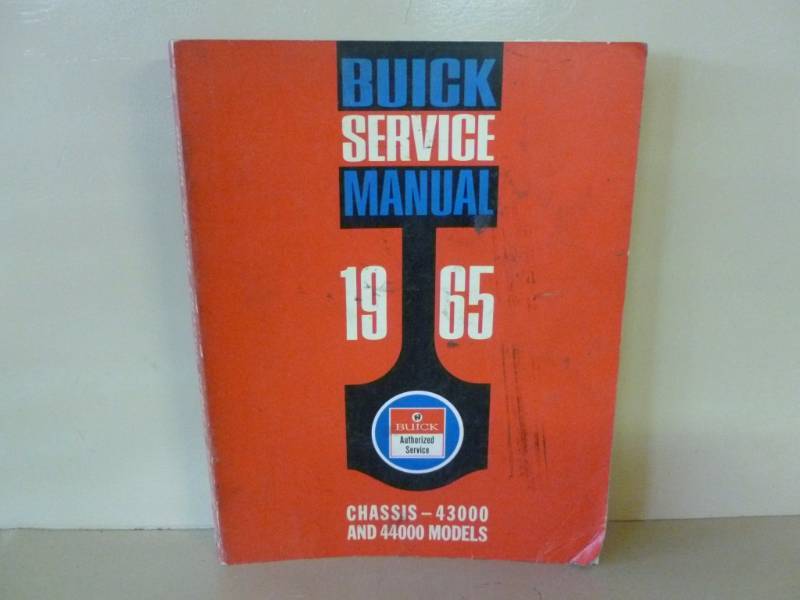 BUICK
SERVICE
MANUAL
19 65
BUICK
Authorized
Service
CHASSIS - 43000
AND 44000 MODELS